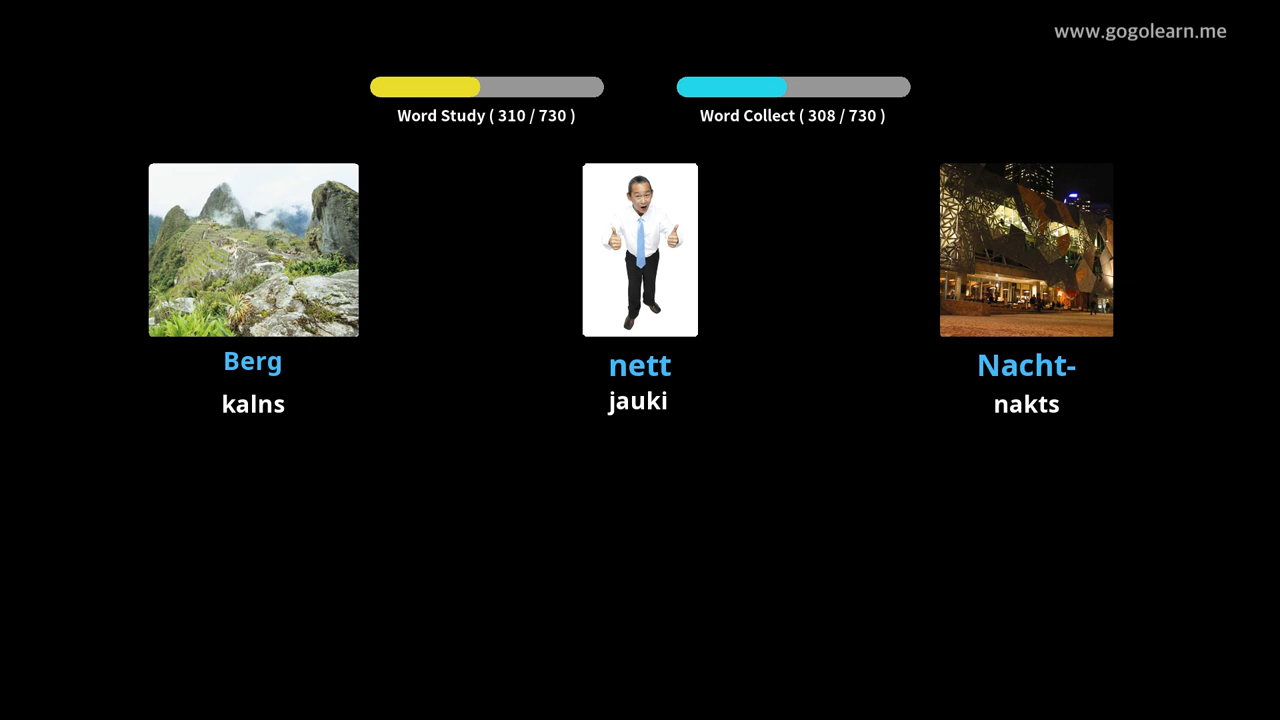 www.gogolearn.me
Word Study ( 310 / 730 )
Word Collect ( 308 / 730 )
Berg
kalns
nett
jauki
Nacht-
nakts